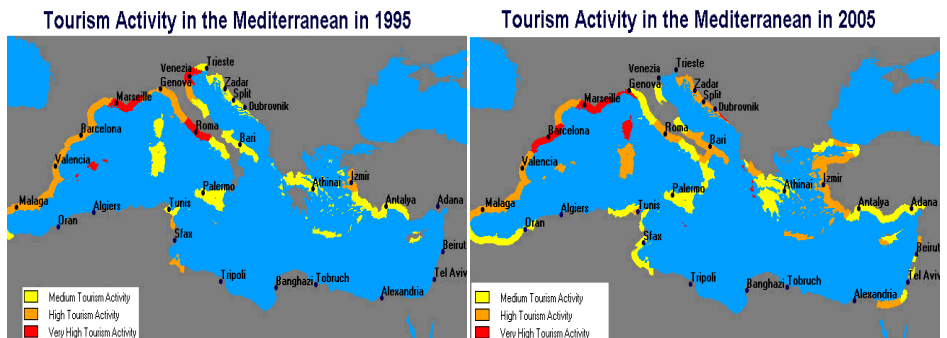 Tourism Activity in the Mediterranean in 1995
Trieste
Venezia
Genova
Zadar
Split
Marseille
Dubrovnik
Roma
Barcelona
Bari
Valencia
Palermo
Athinai
Izmir
Malaga
Tunis
Antalya
Adana
Oran
Algiers
Sfax
Beirut
Tripoli
Banghazi
Tobruch
Tel Aviv
Alexandria
Medium Tourism Activity
High Tourism Activity
Very High Tourism Activity
Tourism Activity in the Mediterranean in 2005
Trieste
Venezia
Genova
Zadar
Split
Marseille
Dubrovnik
Roma
Barcelona
Bari
Valencia
Palermo
Athinai
Izmir
Malaga
Tunis
Antalya
Adana
Oran
Algiers
Sfax
Beirut
Tripoli
Banghazi
Tobruch
Tel Aviv
Alexandria
Medium Tourism Activity
High Tourism Activity
Very High Tourism Activity